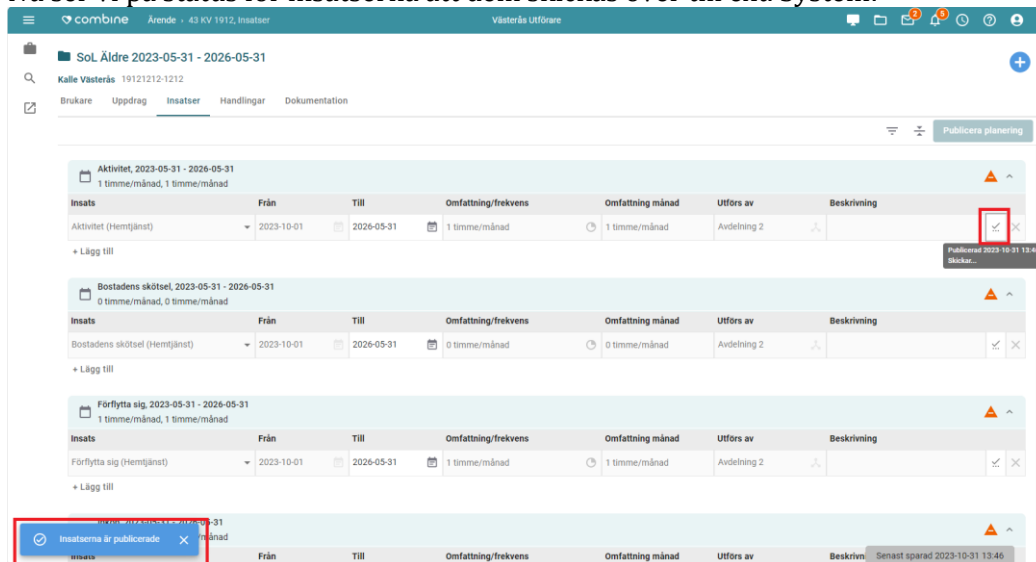 Nu ser vi på status för insatserna att dom skickas över till
combine Ärende › 43 KV 1912, Insatser Västerås Utförare 2 5
SoL Äldre 2023-05-31 - 2026-05-31
Kalle Västerås 19121212-1212
Brukare Uppdrag Insatser Handlingar Dokumentation
Publicera planering
Aktivitet, 2023-05-31 - 2026-05-31
1 timme/månad, 1 timme/månad
Insats Från Till Omfattning/frekvens Omfattning månad Utförs av Beskrivning
Aktivitet (Hemtjänst) 2023-10-01 2026-05-31 1 timme/månad 1 timme/månad Avdelning 2
+ Lägg till
Publicerad 2023-10-31 13:4
Skickar...
Bostadens skötsel, 2023-05-31 - 2026-05-31
0 timme/månad, 0 timme/månad
Insats Från Till Omfattning/frekvens Omfattning månad Utförs av Beskrivning
Bostadens skötsel (Hemtjänst) 2023-10-01 2026-05-31 0 timme/månad 0 timme/månad Avdelning 2
+ Lägg till
Förflytta sig, 2023-05-31 - 2026-05-31
1 timme/månad, 1 timme/månad
Insats Från Till Omfattning/frekvens Omfattning månad Utförs av Beskrivning
Förflytta sig (Hemtjänst) 2023-10-01 2026-05-31 1 timme/månad 1 timme/månad Avdelning 2
+ Lägg till
Insatserna är publicerade
Insats Från Till Omfattning/frekvens Omfattning månad Utförs av Beskrivn
Senast sparad 2023-10-31 13:46